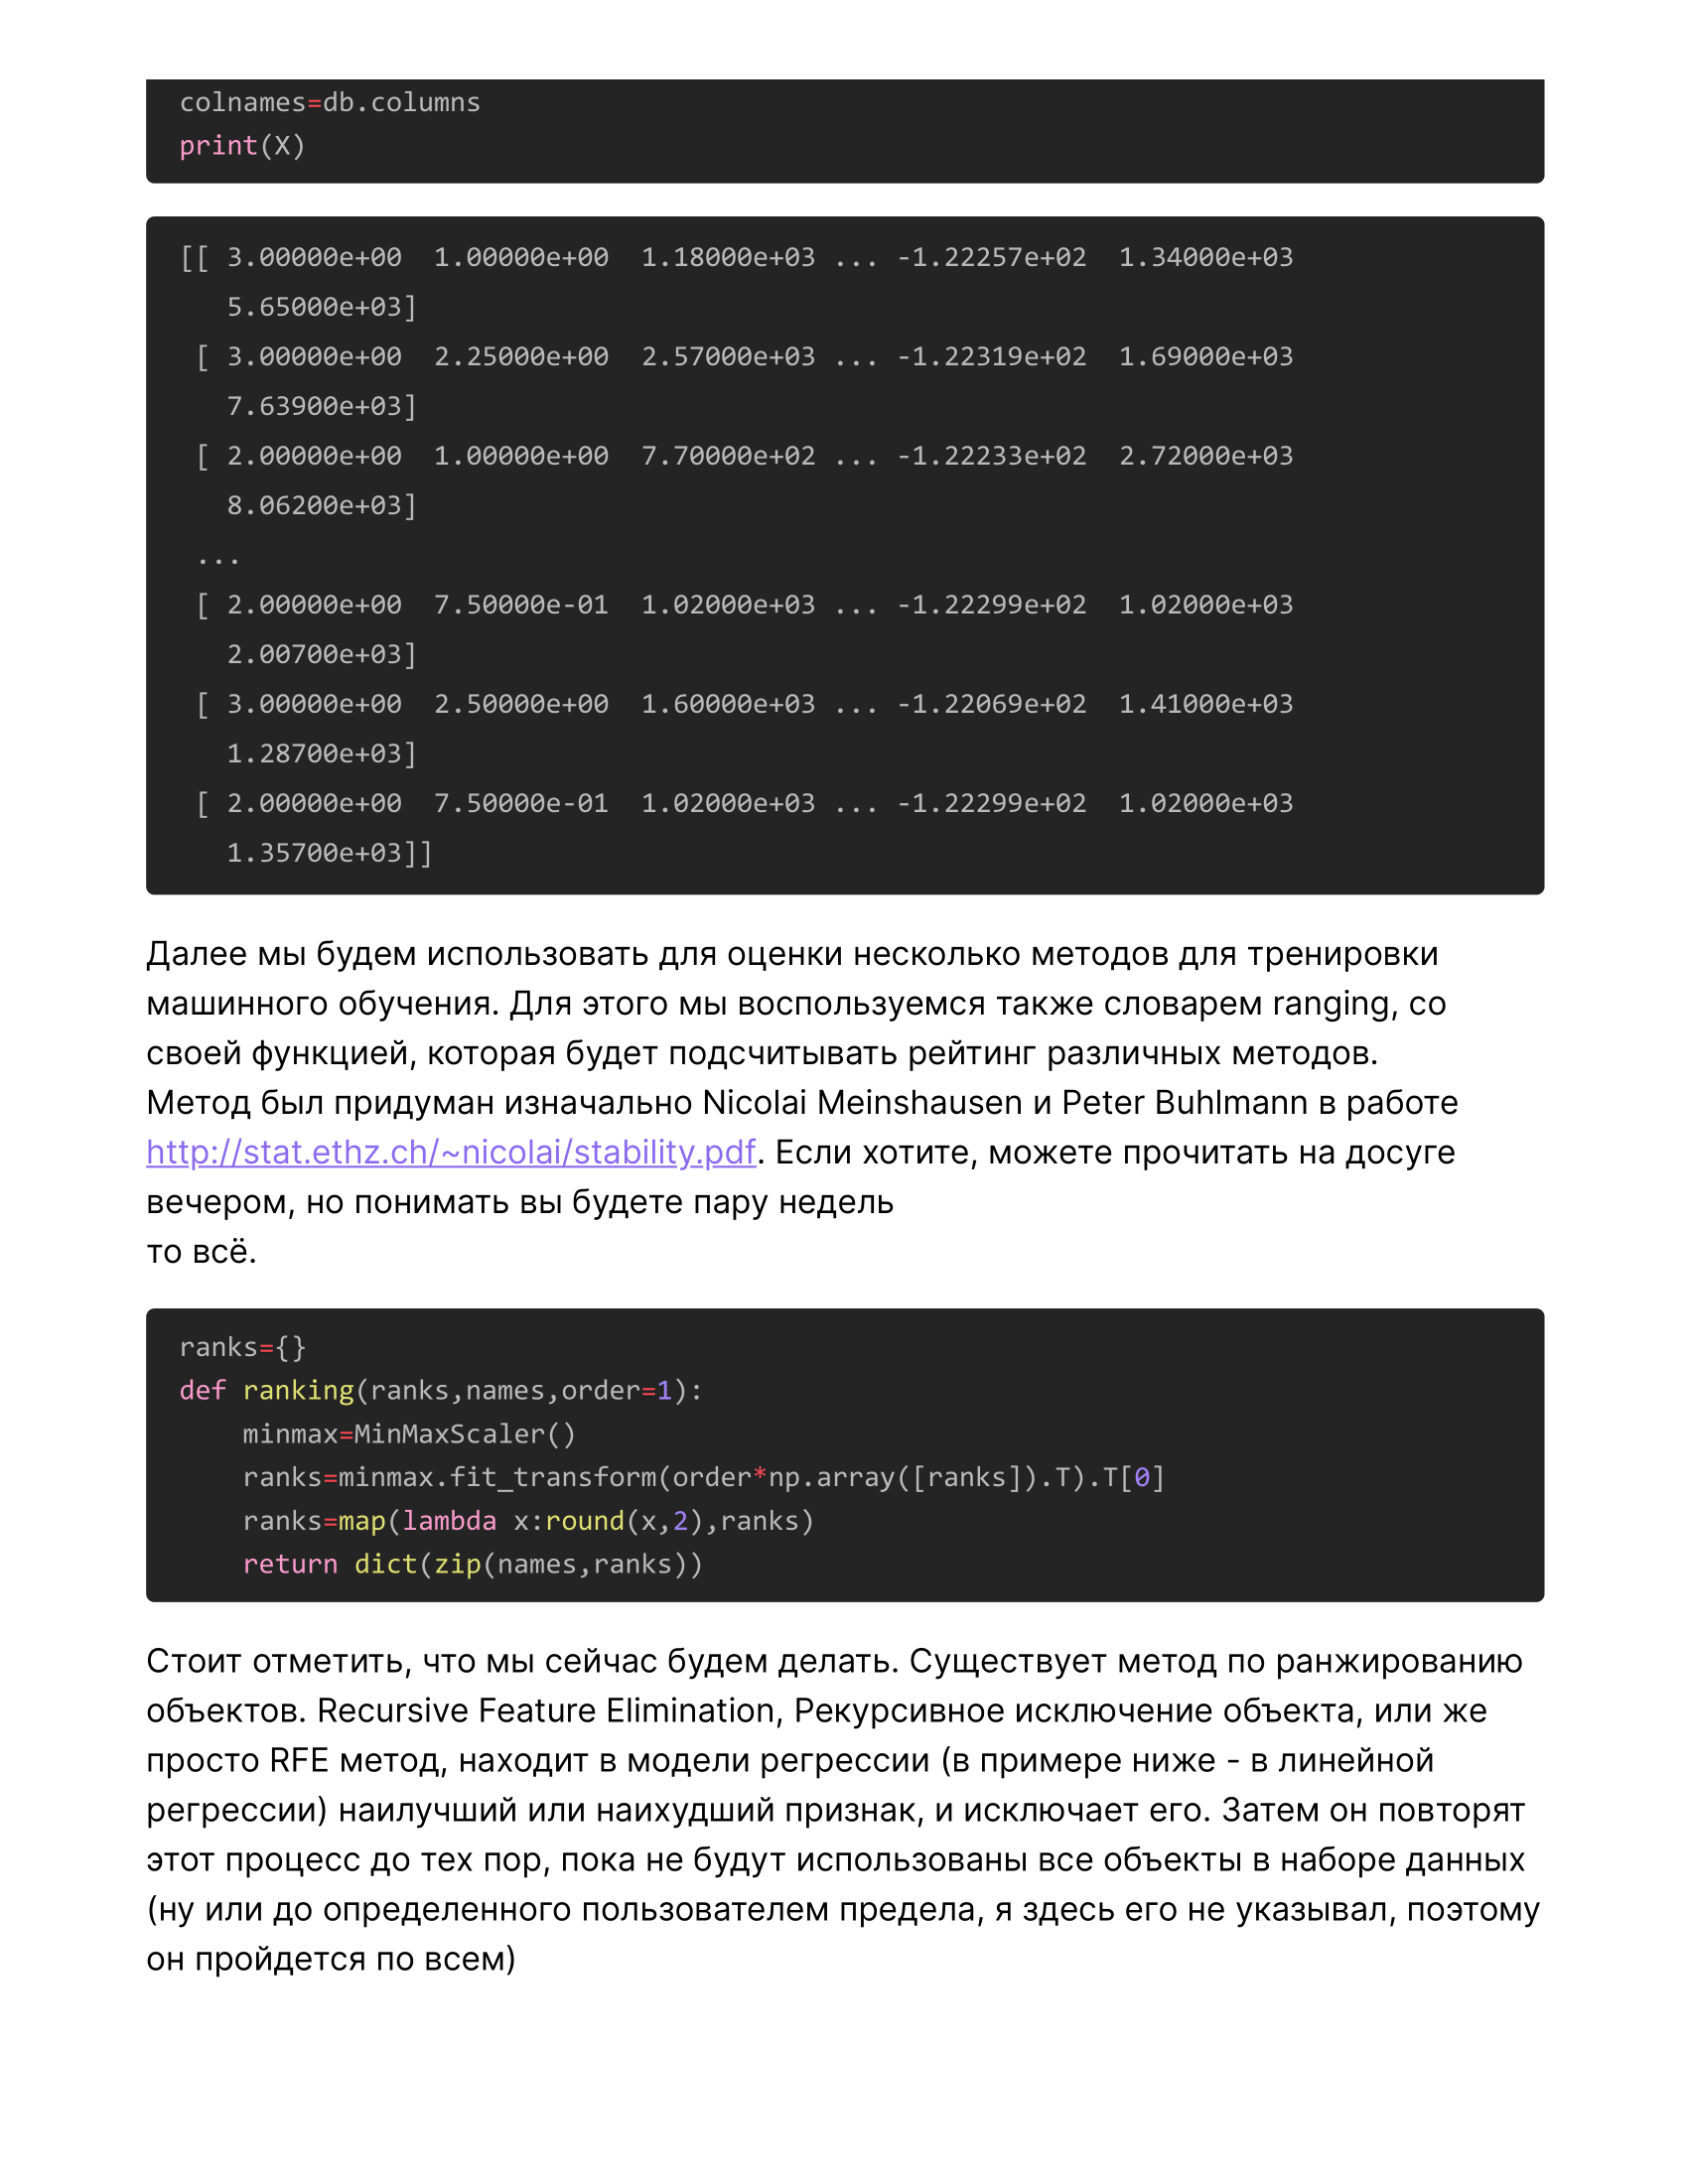 colnames=db.columns
print(X)
[[ 3.00000e+00  1.00000e+00  1.18000e+03 ... -1.22257e+02  1.34000e+03
   5.65000e+03]
 [ 3.00000e+00  2.25000e+00  2.57000e+03 ... -1.22319e+02  1.69000e+03
   7.63900e+03]
 [ 2.00000e+00  1.00000e+00  7.70000e+02 ... -1.22233e+02  2.72000e+03
   8.06200e+03]
 ...
 [ 2.00000e+00  7.50000e-01  1.02000e+03 ... -1.22299e+02  1.02000e+03
   2.00700e+03]
 [ 3.00000e+00  2.50000e+00  1.60000e+03 ... -1.22069e+02  1.41000e+03
   1.28700e+03]
 [ 2.00000e+00  7.50000e-01  1.02000e+03 ... -1.22299e+02  1.02000e+03
   1.35700e+03]]
Далее мы будем использовать для оценки несколько методов для тренировки
машинного обучения. Для этого мы воспользуемся также словарем ranging, со
своей функцией, которая будет подсчитывать рейтинг различных методов.
Метод был придуман изначально Nicolai Meinshausen и Peter Buhlmann в работе
http://stat.ethz.ch/~nicolai/stability.pdf. Если хотите, можете прочитать на досуге
вечером, но понимать вы будете пару недель
то всё.
ranks={}
def ranking(ranks,names,order=1):
    minmax=MinMaxScaler()
    ranks=minmax.fit_transform(order*np.array([ranks]).T).T[0]
    ranks=map(lambda x:round(x,2),ranks)
    return dict(zip(names,ranks))
Стоит отметить, что мы сейчас будем делать. Существует метод по ранжированию
объектов. Recursive Feature Elimination, Рекурсивное исключение объекта, или же
просто RFE метод, находит в модели регрессии (в примере ниже - в линейной
регрессии) наилучший или наихудший признак, и исключает его. Затем он повторят
этот процесс до тех пор, пока не будут использованы все объекты в наборе данных
(ну или до определенного пользователем предела, я здесь его не указывал, поэтому
он пройдется по всем)